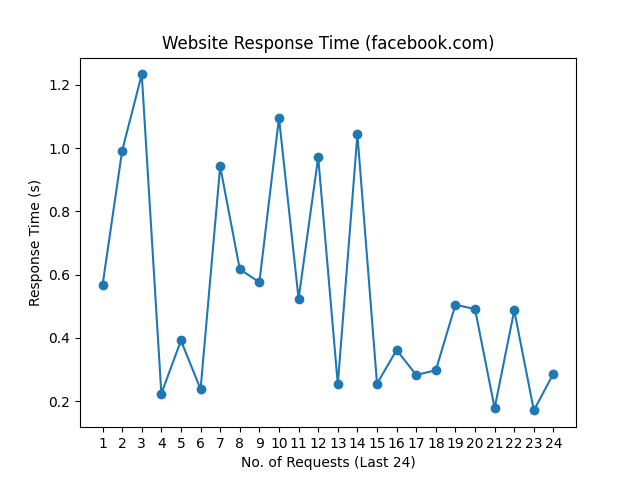 Website Response Time (facebook.com)
Response Time (s)
1.2
1.0
0.8
0.6
0.4
0.2
1 2 3 4 5 6 7 8 9 10 11 12 13 14 15 16 17 18 19 20 21 22 23 24
No. of Requests (Last 24)